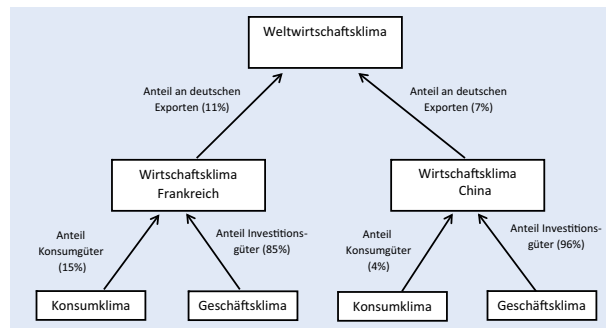 Weltwirtschaftsklima
Anteil an deutschen
Exporten (11%)
Anteil an deutschen
Exporten (7%)
Wirtschaftsklima
Frankreich
Wirtschaftsklima
China
Anteil
Konsumgüter
(15%)
Anteil Investitions-
güter (85%)
Anteil
Konsumgüter
(4%)
Anteil Investitions-
güter (96%)
Konsumklima
Geschäftsklima
Konsumklima
Geschäftsklima